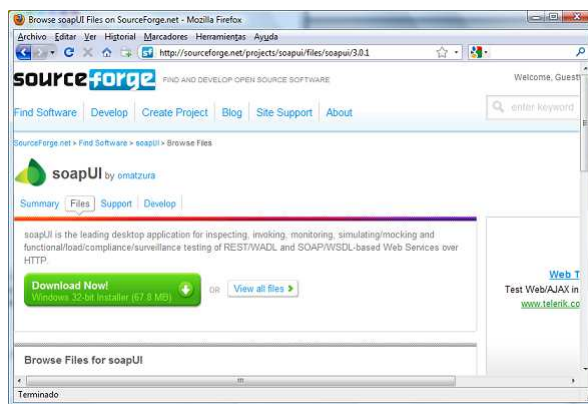 Browse soapUI Files on SourceForge.net - Mozilla Firefox
Archivo Editar Ver Historial Marcadores Herramientas Ayuda
http://sourceforge.net/projects/soapui/files/soapui/3.0.1
sourceforge FIND AND DEVELOP OPEN SOURCE SOFTWARE
Welcome, Guest
Find Software Develop Create Project Blog Site Support About
enter keyword
SourceForge.net > Find Software > soapUI > Browse Files
soapUI by omatzura
Summary Files Support Develop
soapUI is the leading desktop application for inspecting, invoking, monitoring, simulating/mocking and
functional/load/compliance/surveillance testing of REST/WADL and SOAP/WSDL-based Web Services over
HTTP.
Download Now!
Windows 32-bit Installer (67.8 MB)
OR View all files >
Web T
Test Web/AJAX in
www.telerik.co
Browse Files for soapUI
Terminado